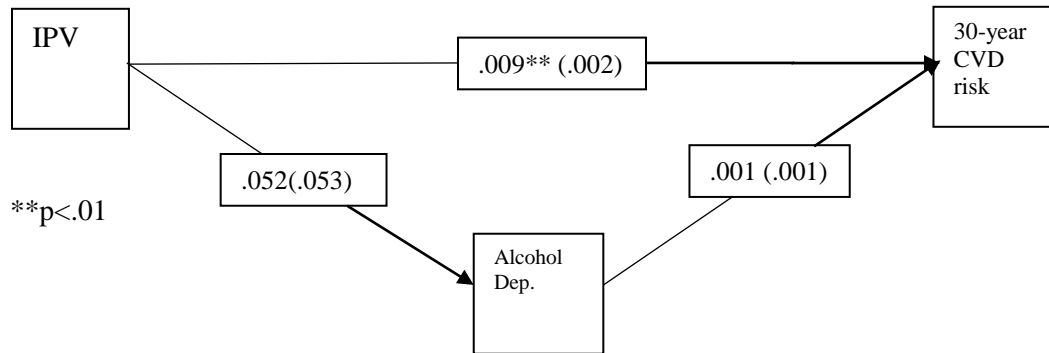 IPV
.009** (.002)
30-year
CVD
risk
.052(.053)
.001 (.001)
**p<.01
Alcohol
Dep.